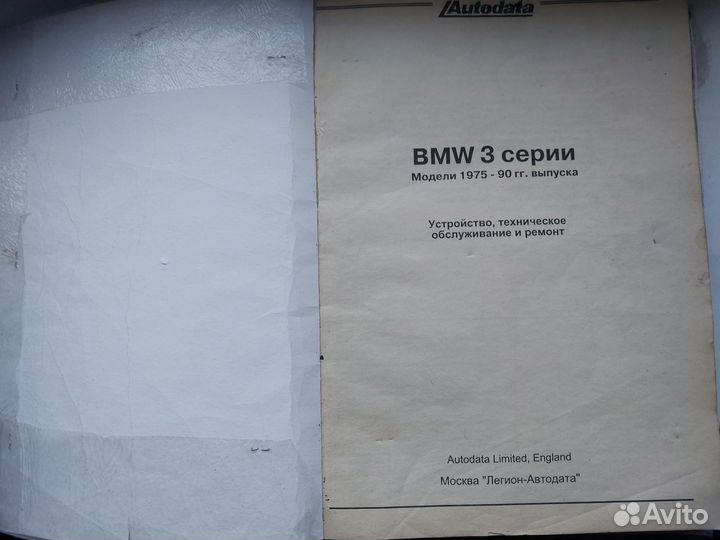 Autodata
BMW 3 серии
Модели 1975 - 90 гг. выпуска
Устройство, техническое
обслуживание и ремонт
Autodata Limited, England
Москва "Легион-Автодата"
Avito